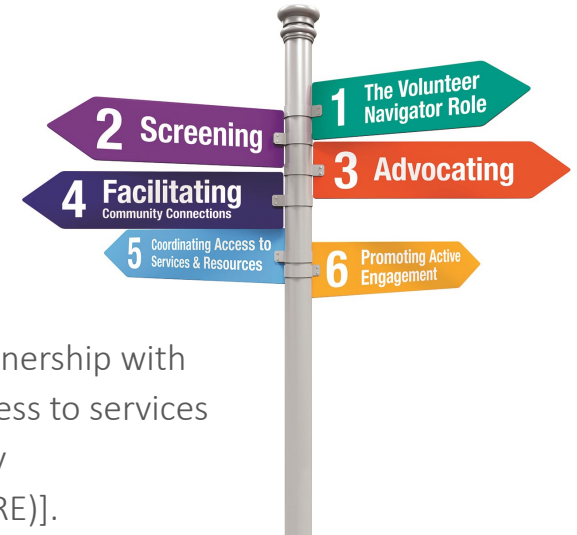 1 The Volunteer
Navigator Role
2 Screening
3 Advocating
4 Facilitating
Community Connections
5 Coordinating Access to
Services & Resources
6 Promoting Active
Engagement
nership with
ess to services
RE)].